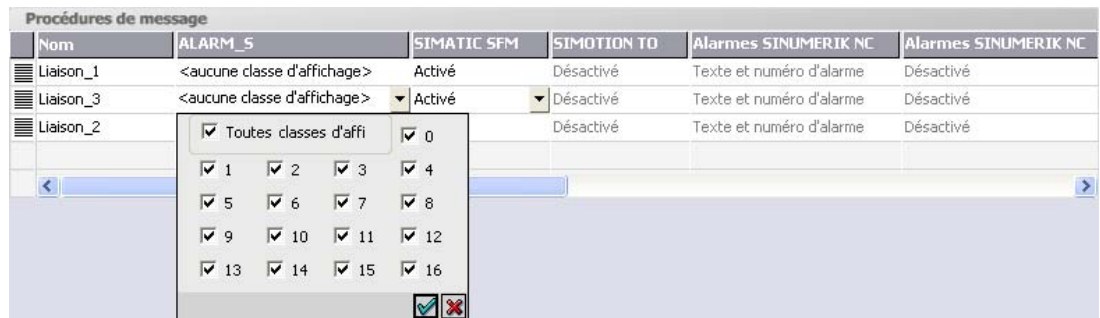 Procédures de message
Nom ALARM_S SIMATIC SFM SIMOTION TO Alarmes SINUMERIK NC Alarmes SINUMERIK NC
Liaison_1 <aucune classe d'affichage> Activé Désactivé Texte et numéro d'alarme Désactivé
Liaison_3 <aucune classe d'affichage> Activé Désactivé Texte et numéro d'alarme Désactivé
Liaison_2 Désactivé Texte et numéro d'alarme Désactivé
Toutes classes d'affi 0
1 2 3 4
5 6 7 8
9 10 11 12
13 14 15 16